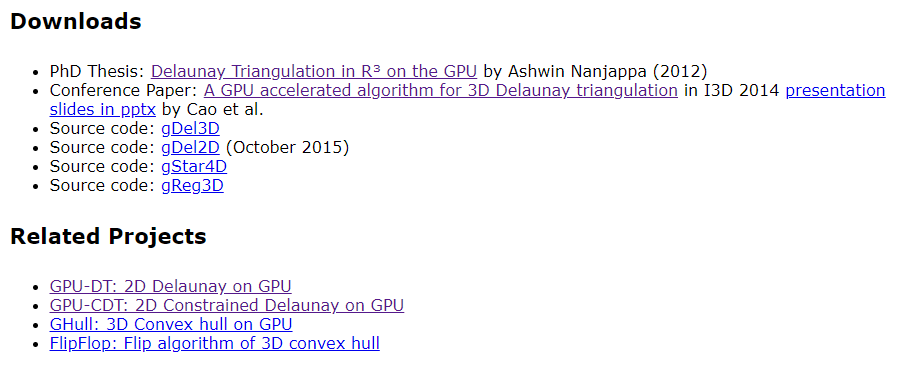 Downloads
PhD Thesis: Delaunay Triangulation in R³ on the GPU by Ashwin Nanjappa (2012)
Conference Paper: A GPU accelerated algorithm for 3D Delaunay triangulation in I3D 2014 presentation
slides in pptx by Cao et al.
Source code: gDel3D
Source code: gDel2D (October 2015)
Source code: gStar4D
Source code: gReg3D
Related Projects
GPU-DT: 2D Delaunay on GPU
GPU-CDT: 2D Constrained Delaunay on GPU
GHull: 3D Convex hull on GPU
FlipFlop: Flip algorithm of 3D convex hull